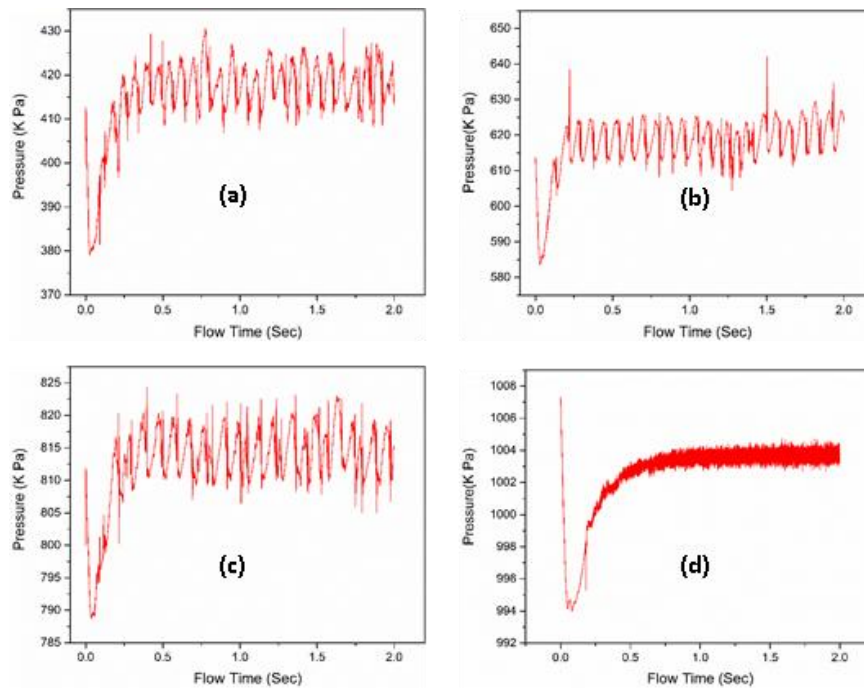 430
420
410
400
390
380
370
Pressure (K Pa)
(a)
0.0 0.5 1.0 1.5 2.0
Flow Time (Sec)
650
640
630
620
610
600
590
580
570
Pressure(K Pa)
(b)
0.0 0.5 1.0 1.5 2.0
Flow Time (Sec)
825
820
815
810
805
800
795
790
785
Pressure (K Pa)
(c)
0.0 0.5 1.0 1.5 2.0
Flow Time (Sec)
1008
1006
1004
1002
1000
998
996
994
992
Pressure(K Pa)
(d)
0.0 0.5 1.0 1.5 2.0
Flow Time (Sec)